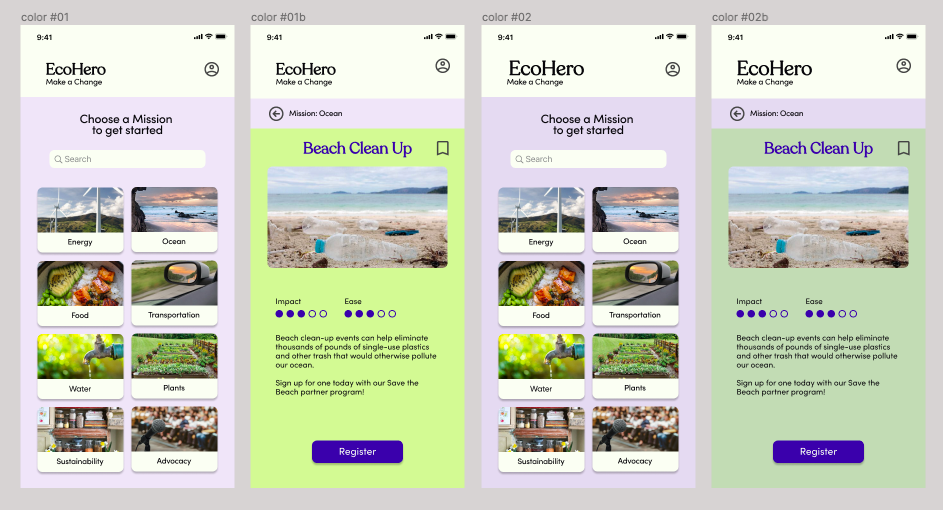 color #01
9:41
EcoHero
Make a Change
Choose a Mission
to get started
Search
Energy
Ocean
Food
Transportation
Water
Plants
Sustainability
Advocacy
color #01b
9:41
EcoHero
Make a Change
Mission: Ocean
Beach Clean Up
Impact
Ease
Beach clean-up events can help eliminate
thousands of pounds of single-use plastics
and other trash that would otherwise pollute
our ocean.
Sign up for one today with our Save the
Beach partner program!
Register
color #02
9:41
EcoHero
Make a Change
Choose a Mission
to get started
Search
Energy
Ocean
Food
Transportation
Water
Plants
Sustainability
Advocacy
color #02b
9:41
EcoHero
Make a Change
Mission: Ocean
Beach Clean Up
Impact
Ease
Beach clean-up events can help eliminate
thousands of pounds of single-use plastics
and other trash that would otherwise pollute
our ocean.
Sign up for one today with our Save the
Beach partner program!
Register